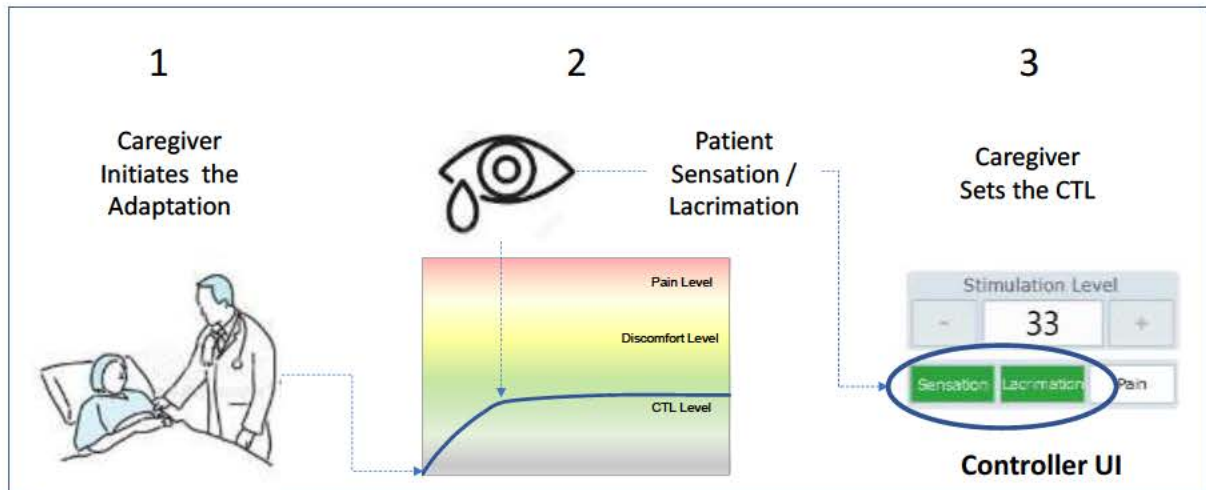 1
2
3
Caregiver
Initiates the
Adaptation
Patient
Sensation /
Lacrimation
Caregiver
Sets the CTL
Pain Level
Discomfort Level
CTL Level
Stimulation Level
- 33 +
Sensation Lacrimation Pain
Controller UI